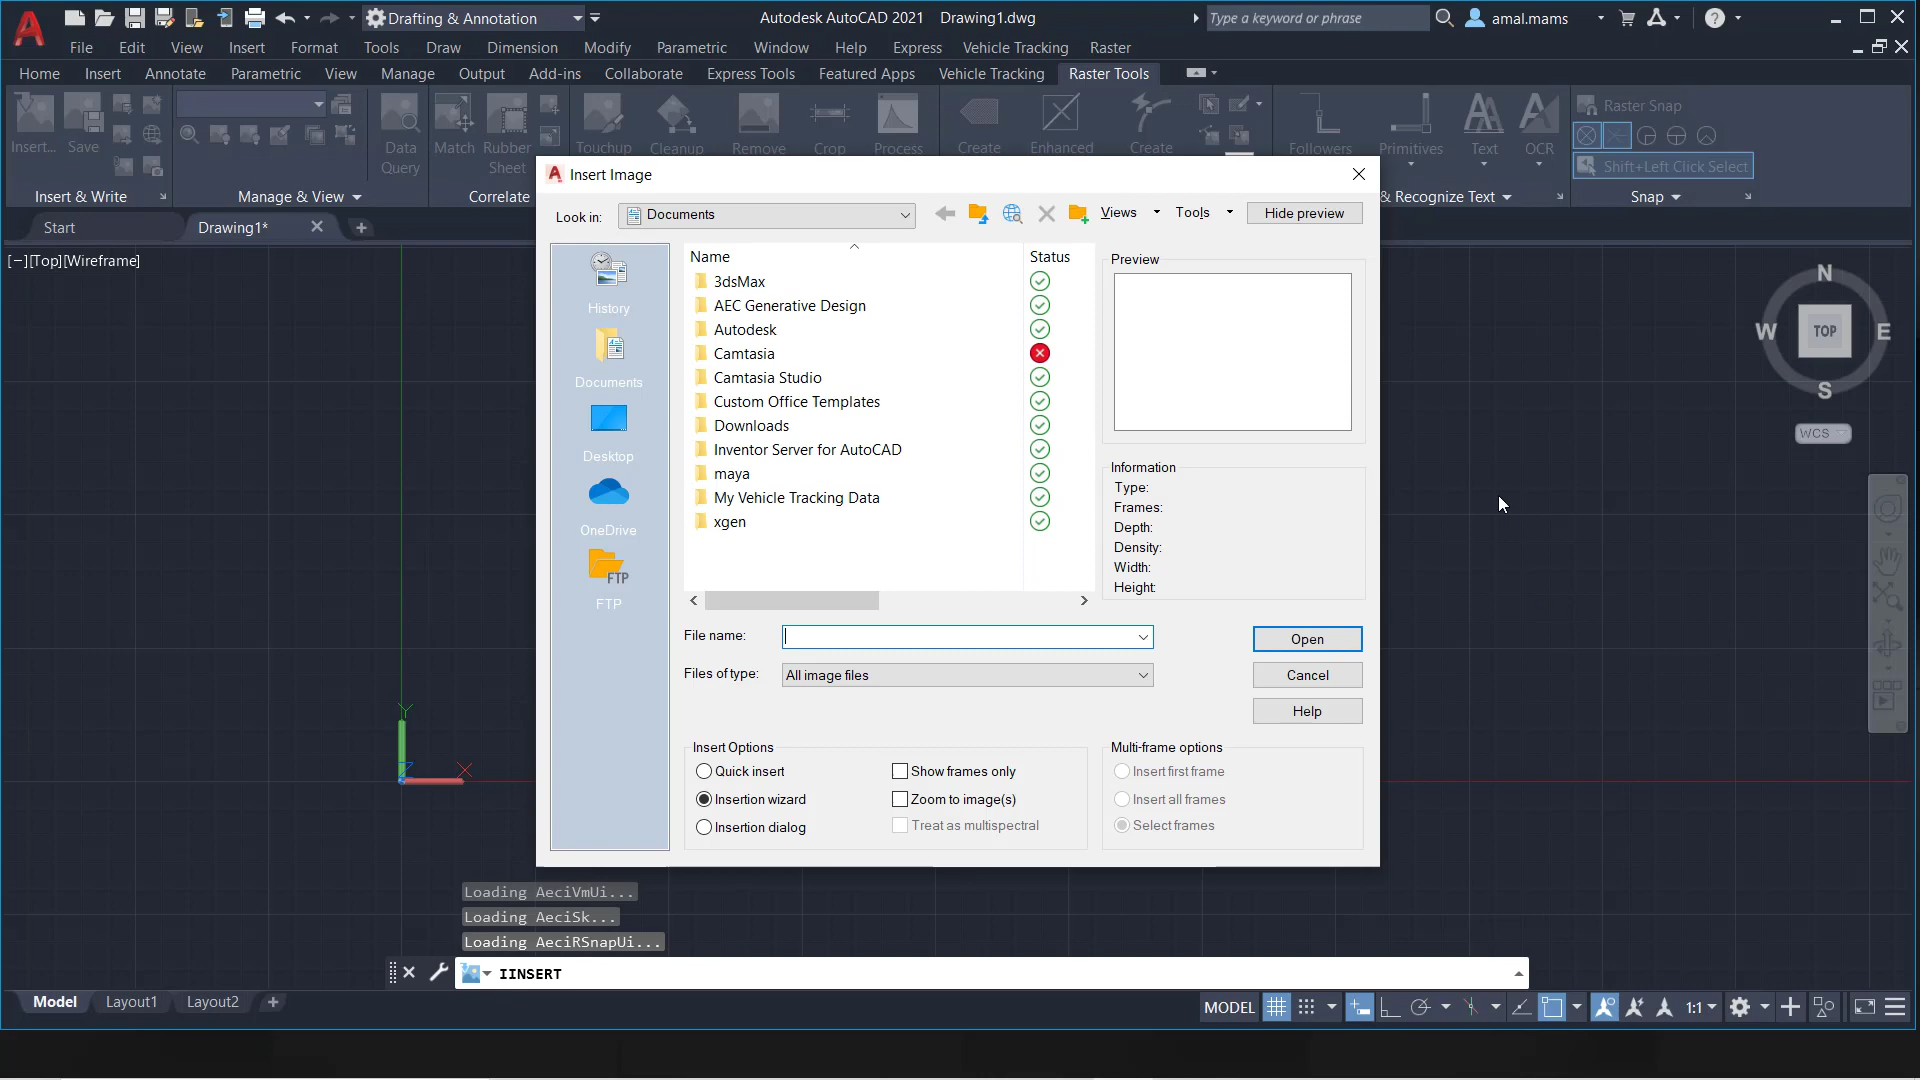 Drafting & Annotation
Autodesk AutoCAD 2021 Drawing1.dwg
Type a keyword or phrase
amal.mams
File Edit View Insert Format Tools Draw Dimension Modify Parametric Window Help Express Vehicle Tracking Raster
Home Insert Annotate Parametric View Manage Output Add-ins Collaborate Express Tools Featured Apps Vehicle Tracking Raster Tools
Raster Snap
Insert... Save Data Query Match Rubber Sheet Touchup Cleanup Remove Crop Process Create Enhanced Create Followers Primitives Text OCR
Shift+Left Click Select
Insert & Write Manage & View Correlate & Recognize Text Snap
Start Drawing1*
[−][Top][Wireframe]
Insert Image
Look in: Documents Views Tools Hide preview
History
Documents
Desktop
OneDrive
FTP
FTP
Name Status
3dsMax
AEC Generative Design
Autodesk
Camtasia
Camtasia Studio
Custom Office Templates
Downloads
Inventor Server for AutoCAD
maya
My Vehicle Tracking Data
xgen
Preview
Information
Type:
Frames:
Depth:
Density:
Width:
Height:
File name: Open
Files of type: All image files Cancel
Help
Insert Options
Quick insert Show frames only
Insertion wizard Zoom to image(s)
Insertion dialog Treat as multispectral
Multi-frame options
Insert first frame
Insert all frames
Select frames
N
W TOP E
S
WCS
Y
X
Loading AeciVmUi...
Loading AeciSk...
Loading AeciRSnapUi...
IINSERT
Model Layout1 Layout2
MODEL 1:1